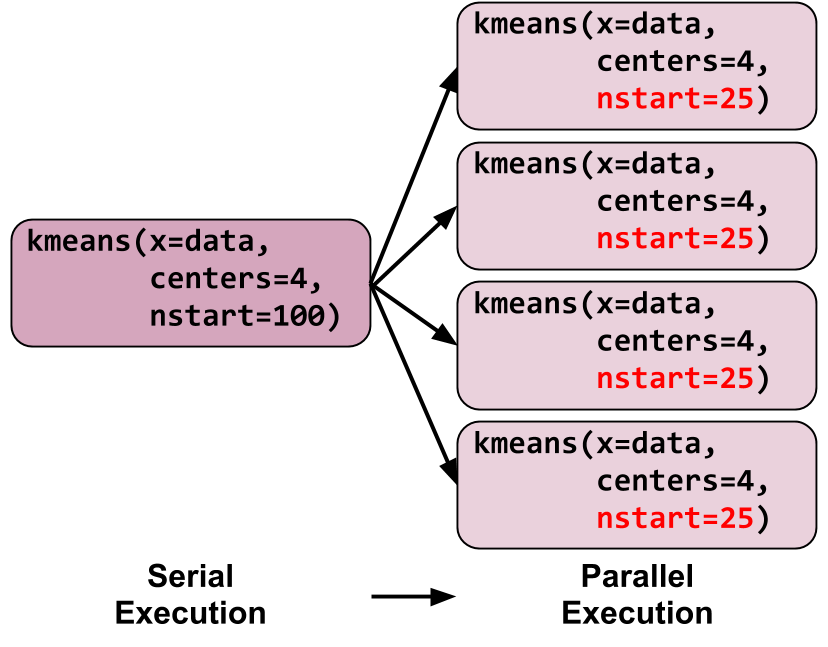 kmeans(x=data,
centers=4,
nstart=100)
kmeans(x=data,
centers=4,
nstart=25)
kmeans(x=data,
centers=4,
nstart=25)
kmeans(x=data,
centers=4,
nstart=25)
kmeans(x=data,
centers=4,
nstart=25)
Serial
Execution
Parallel
Execution